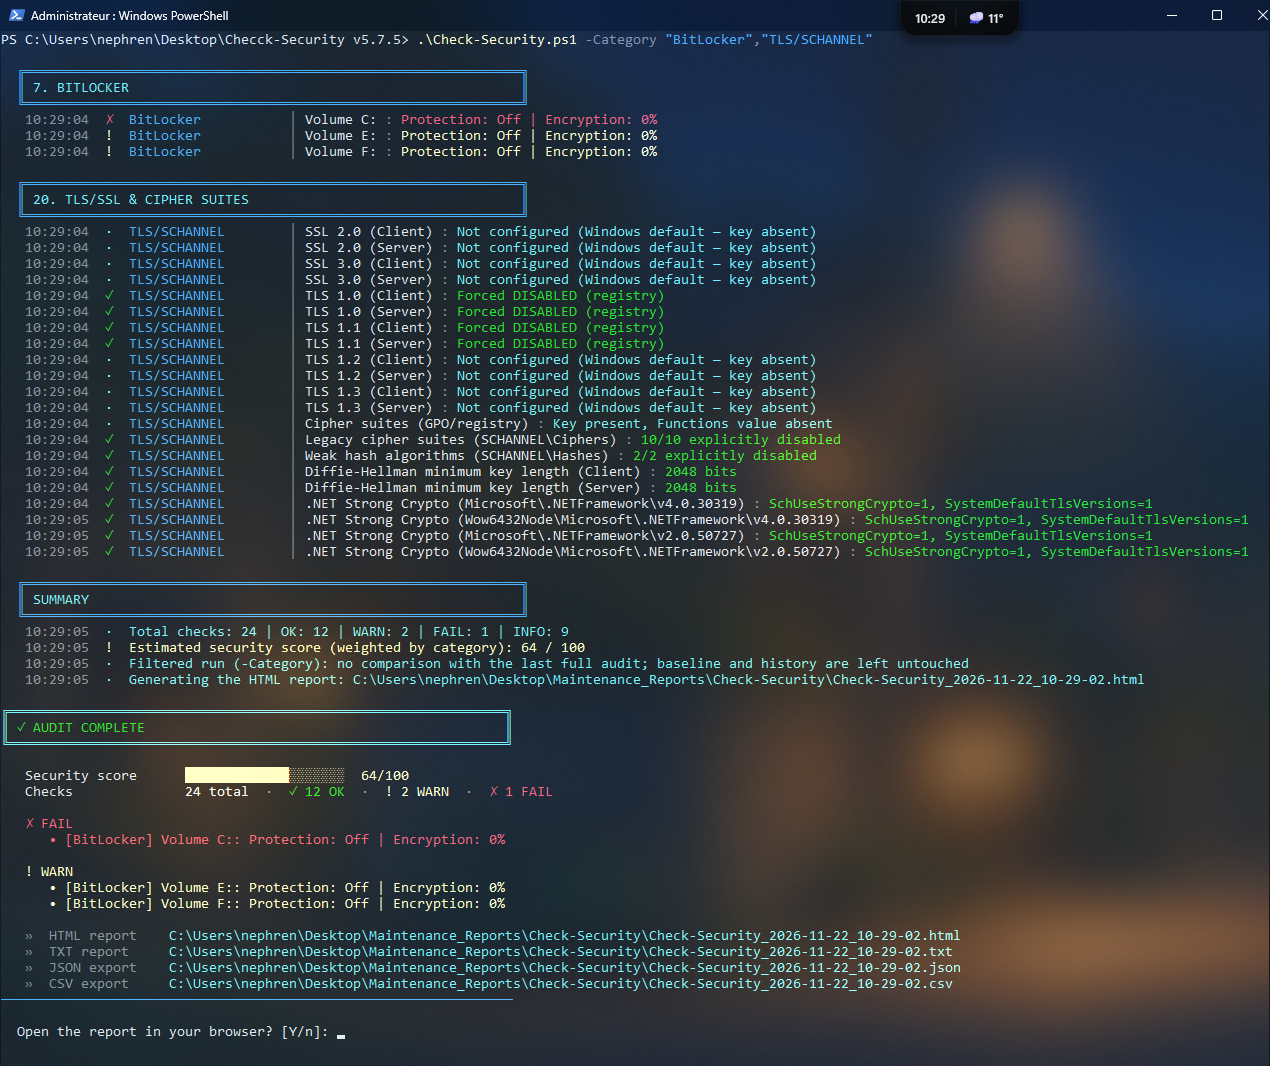 Administrateur : Windows PowerShell
10:29 11°
PS C:\Users\nephren\Desktop\Checck-Security v5.7.5> .\Check-Security.ps1 -Category "BitLocker","TLS/SCHANNEL"
7. BITLOCKER
10:29:04 ✗ BitLocker | Volume C: : Protection: Off | Encryption: 0%
10:29:04 ! BitLocker | Volume E: : Protection: Off | Encryption: 0%
10:29:04 ! BitLocker | Volume F: : Protection: Off | Encryption: 0%
20. TLS/SSL & CIPHER SUITES
10:29:04 · TLS/SCHANNEL | SSL 2.0 (Client) : Not configured (Windows default — key absent)
10:29:04 · TLS/SCHANNEL | SSL 2.0 (Server) : Not configured (Windows default — key absent)
10:29:04 · TLS/SCHANNEL | SSL 3.0 (Client) : Not configured (Windows default — key absent)
10:29:04 · TLS/SCHANNEL | SSL 3.0 (Server) : Not configured (Windows default — key absent)
10:29:04 ✓ TLS/SCHANNEL | TLS 1.0 (Client) : Forced DISABLED (registry)
10:29:04 ✓ TLS/SCHANNEL | TLS 1.0 (Server) : Forced DISABLED (registry)
10:29:04 ✓ TLS/SCHANNEL | TLS 1.1 (Client) : Forced DISABLED (registry)
10:29:04 ✓ TLS/SCHANNEL | TLS 1.1 (Server) : Forced DISABLED (registry)
10:29:04 · TLS/SCHANNEL | TLS 1.2 (Client) : Not configured (Windows default — key absent)
10:29:04 · TLS/SCHANNEL | TLS 1.2 (Server) : Not configured (Windows default — key absent)
10:29:04 · TLS/SCHANNEL | TLS 1.3 (Client) : Not configured (Windows default — key absent)
10:29:04 · TLS/SCHANNEL | TLS 1.3 (Server) : Not configured (Windows default — key absent)
10:29:04 · TLS/SCHANNEL | Cipher suites (GPO/registry) : Key present, Functions value absent
10:29:04 ✓ TLS/SCHANNEL | Legacy cipher suites (SCHANNEL\Ciphers) : 10/10 explicitly disabled
10:29:04 ✓ TLS/SCHANNEL | Weak hash algorithms (SCHANNEL\Hashes) : 2/2 explicitly disabled
10:29:04 ✓ TLS/SCHANNEL | Diffie-Hellman minimum key length (Client) : 2048 bits
10:29:04 ✓ TLS/SCHANNEL | Diffie-Hellman minimum key length (Server) : 2048 bits
10:29:04 ✓ TLS/SCHANNEL | .NET Strong Crypto (Microsoft\.NETFramework\v4.0.30319) : SchUseStrongCrypto=1, SystemDefaultTlsVersions=1
10:29:05 ✓ TLS/SCHANNEL | .NET Strong Crypto (Wow6432Node\Microsoft\.NETFramework\v4.0.30319) : SchUseStrongCrypto=1, SystemDefaultTlsVersions=1
10:29:05 ✓ TLS/SCHANNEL | .NET Strong Crypto (Microsoft\.NETFramework\v2.0.50727) : SchUseStrongCrypto=1, SystemDefaultTlsVersions=1
10:29:05 ✓ TLS/SCHANNEL | .NET Strong Crypto (Wow6432Node\Microsoft\.NETFramework\v2.0.50727) : SchUseStrongCrypto=1, SystemDefaultTlsVersions=1
SUMMARY
10:29:05 · Total checks: 24 | OK: 12 | WARN: 2 | FAIL: 1 | INFO: 9
10:29:05 ! Estimated security score (weighted by category): 64 / 100
10:29:05 · Filtered run (-Category): no comparison with the last full audit; baseline and history are left untouched
10:29:05 · Generating the HTML report: C:\Users\nephren\Desktop\Maintenance_Reports\Check-Security\Check-Security_2026-11-22_10-29-02.html
✓ AUDIT COMPLETE
Security score 64/100
Checks 24 total · ✓ 12 OK · ! 2 WARN · ✗ 1 FAIL
✗ FAIL
• [BitLocker] Volume C:: Protection: Off | Encryption: 0%
! WARN
• [BitLocker] Volume E:: Protection: Off | Encryption: 0%
• [BitLocker] Volume F:: Protection: Off | Encryption: 0%
» HTML report C:\Users\nephren\Desktop\Maintenance_Reports\Check-Security\Check-Security_2026-11-22_10-29-02.html
» TXT report C:\Users\nephren\Desktop\Maintenance_Reports\Check-Security\Check-Security_2026-11-22_10-29-02.txt
» JSON export C:\Users\nephren\Desktop\Maintenance_Reports\Check-Security\Check-Security_2026-11-22_10-29-02.json
» CSV export C:\Users\nephren\Desktop\Maintenance_Reports\Check-Security\Check-Security_2026-11-22_10-29-02.csv
Open the report in your browser? [Y/n]: